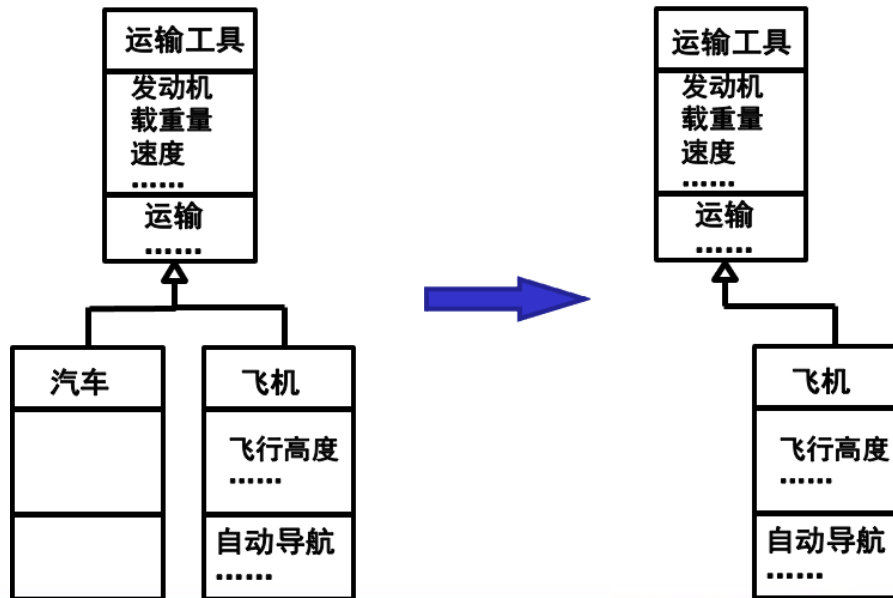 运输工具
发动机
载重量
速度
......
运输
......
汽车
飞机
飞行高度
......
自动导航
......
运输工具
发动机
载重量
速度
......
运输
......
飞机
飞行高度
......
自动导航
......